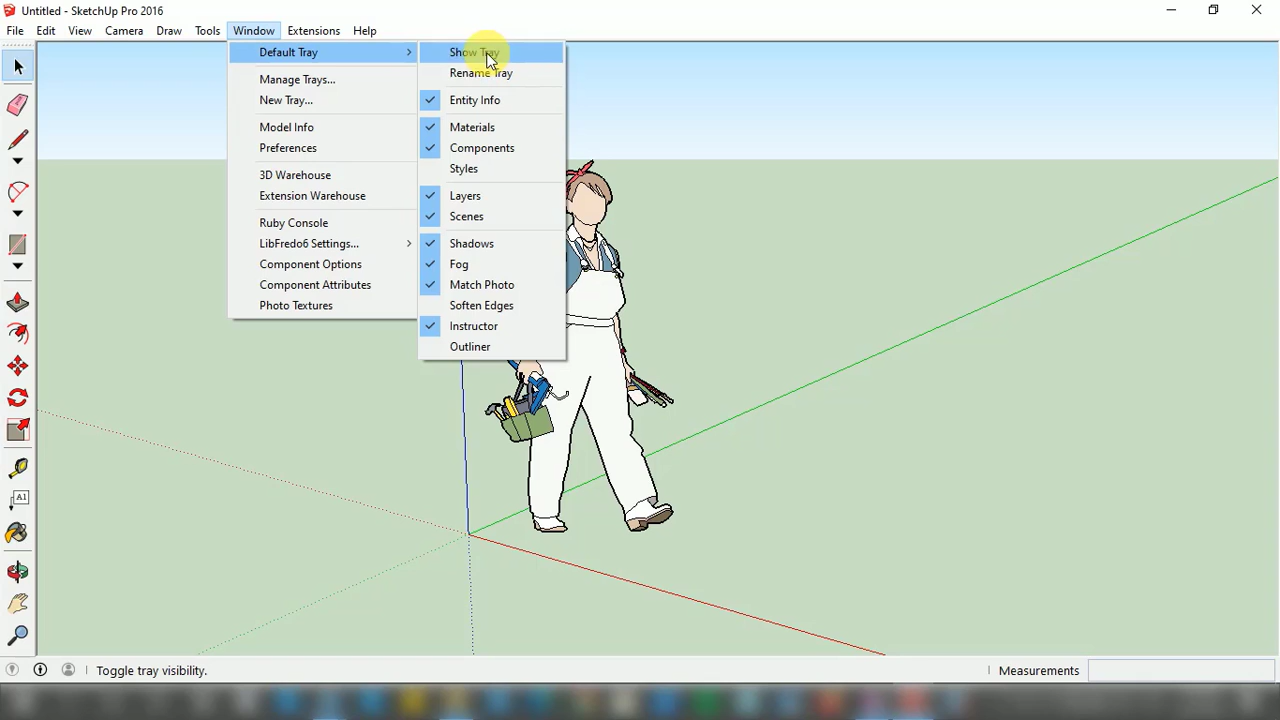 Untitled - SketchUp Pro 2016
File Edit View Camera Draw Tools Window Extensions Help
Default Tray
Manage Trays...
New Tray...
Model Info
Preferences
3D Warehouse
Extension Warehouse
Ruby Console
LibFredo6 Settings...
Component Options
Component Attributes
Photo Textures
Show Tray
Rename Tray
Entity Info
Materials
Components
Styles
Layers
Scenes
Shadows
Fog
Match Photo
Soften Edges
Instructor
Outliner
A1
Toggle tray visibility.
Measurements